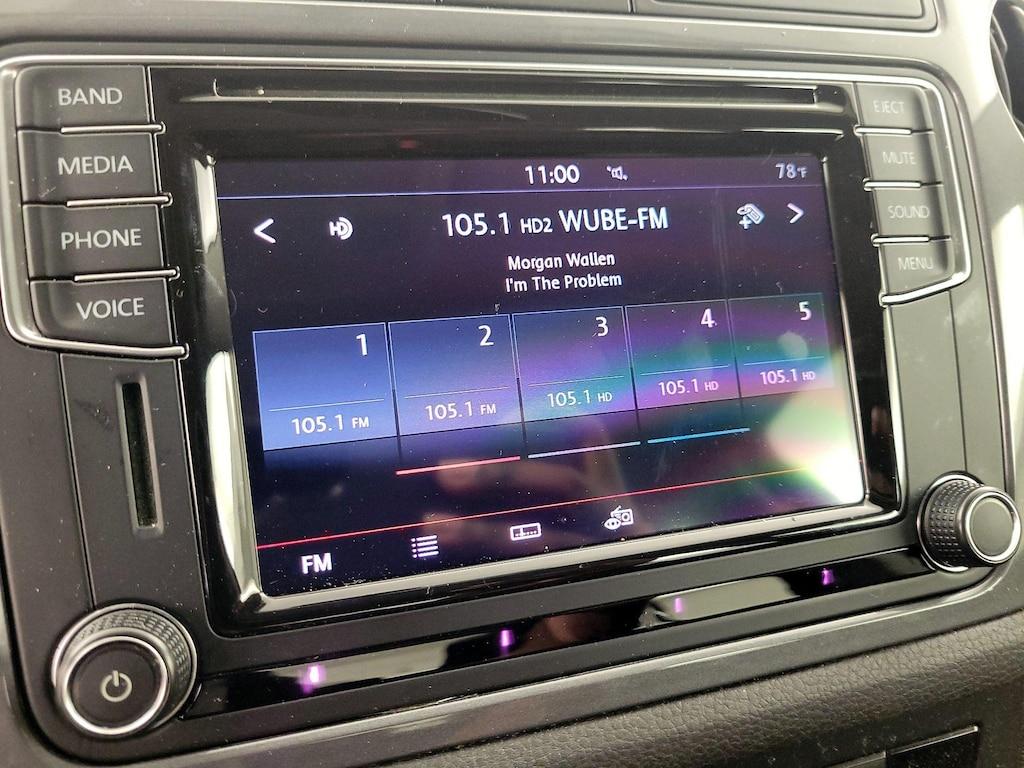 BAND
MEDIA
PHONE
VOICE
EJECT
MUTE
SOUND
MENU
11:00
78°F
HD
105.1 HD2 WUBE-FM
Morgan Wallen
I'm The Problem
1
105.1 FM
2
105.1 FM
3
105.1 HD
4
105.1 HD
5
105.1 HD
FM